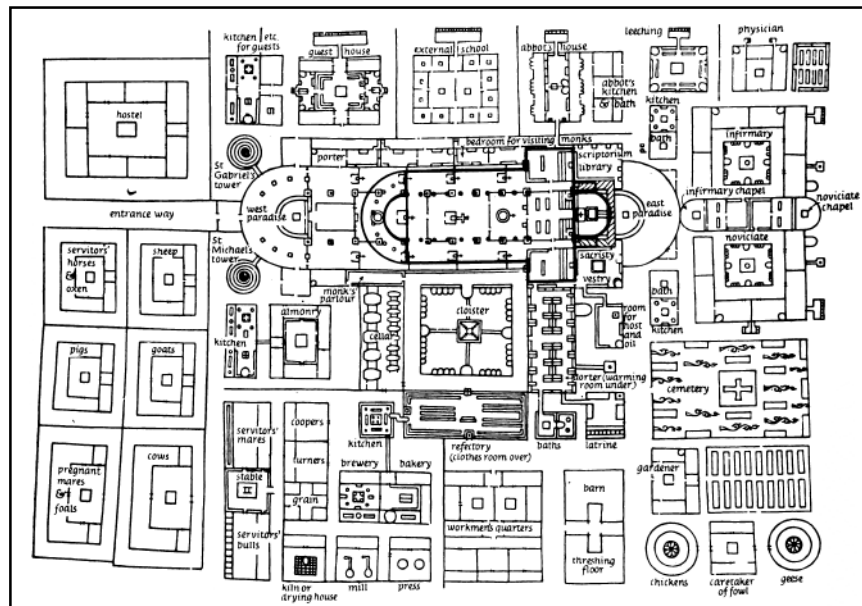 kitchen etc.
for guests
guest house
external school
abbot's
house
leeching
physician
hostel
abbot's
kitchen
& bath
kitchen
bath
infirmary
bedroom for visiting monks
porter
scriptorium
library
St
Gabriel's
tower
west
paradise
east
paradise
infirmary chapel
noviciate
chapel
entrance way
St
Michael's
tower
sacristy
vestry
noviciate
servitors'
horses
&
oxen
sheep
monk's
parlour
cloister
bath
kitchen
room
for
host
and
oil
almonry
kitchen
cellar
pigs
goats
dorter (warming
room under)
cemetery
servitors'
mares
coopers
kitchen
refectory
(clothes room over)
baths
latrine
turners
brewery
bakery
gardener
pregnant
mares
&
foals
cows
stable
grain
barn
workmen's quarters
servitors'
bulls
threshing
floor
kiln or
drying house
mill
press
chickens
caretaker
of fowl
geese